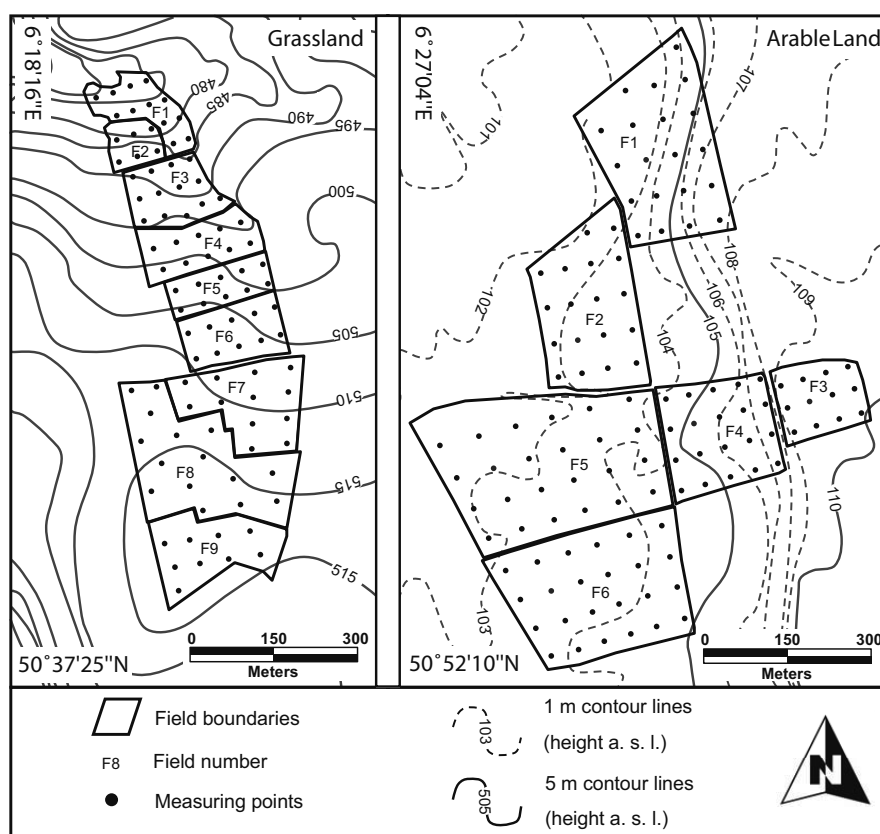 Grassland
6°18'16"E
480
485
490
495
500
505
510
515
515
F1
F2
F3
F4
F5
F6
F7
F8
F9
0 150 300
Meters
50°37'25"N
Arable Land
6°27'04"E
101
107
102
108
109
106
105
104
103
110
F1
F2
F3
F4
F5
F6
0 150 300
Meters
50°52'10"N
Field boundaries
F8 Field number
Measuring points
103
1 m contour lines
(height a. s. l.)
505
5 m contour lines
(height a. s. l.)
N